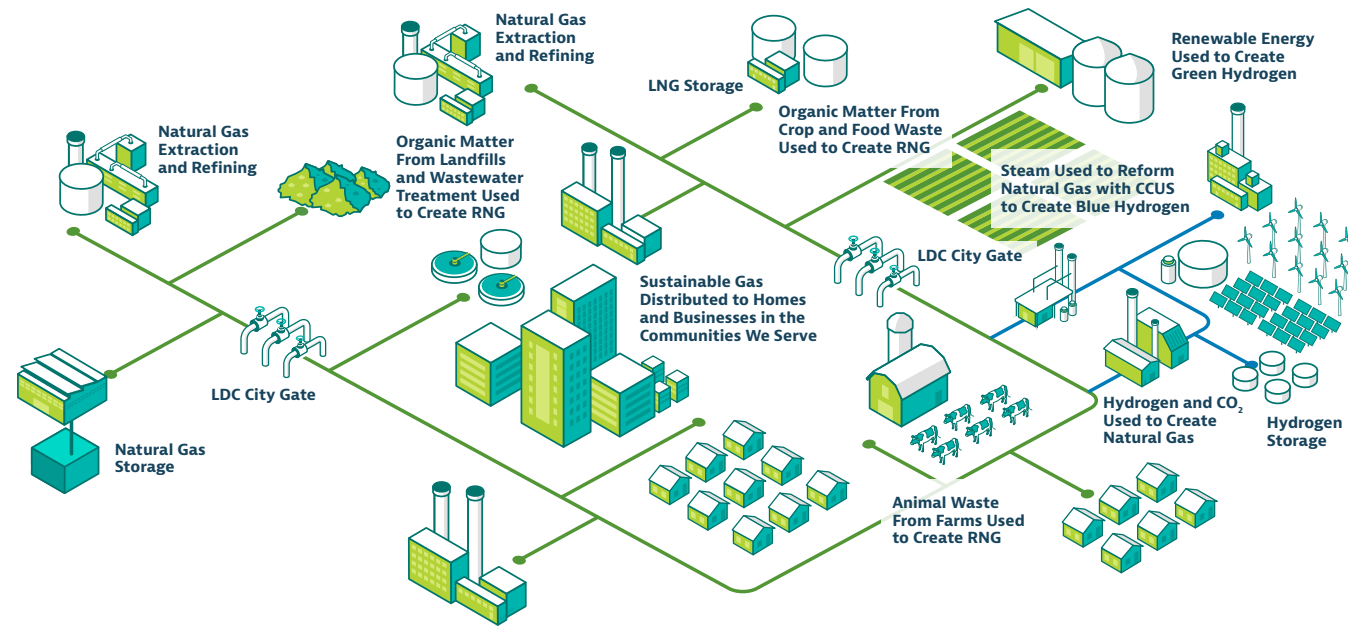 Natural Gas
Extraction
and Refining
LNG Storage
Renewable Energy
Used to Create
Green Hydrogen
Natural Gas
Extraction
and Refining
Organic Matter
From Landfills
and Wastewater
Treatment Used
to Create RNG
Organic Matter From
Crop and Food Waste
Used to Create RNG
Steam Used to Reform
Natural Gas with CCUS
to Create Blue Hydrogen
LDC City Gate
Sustainable Gas
Distributed to Homes
and Businesses in the
Communities We Serve
LDC City Gate
Natural Gas
Storage
Hydrogen and CO₂
Used to Create
Natural Gas
Hydrogen
Storage
Animal Waste
From Farms Used
to Create RNG